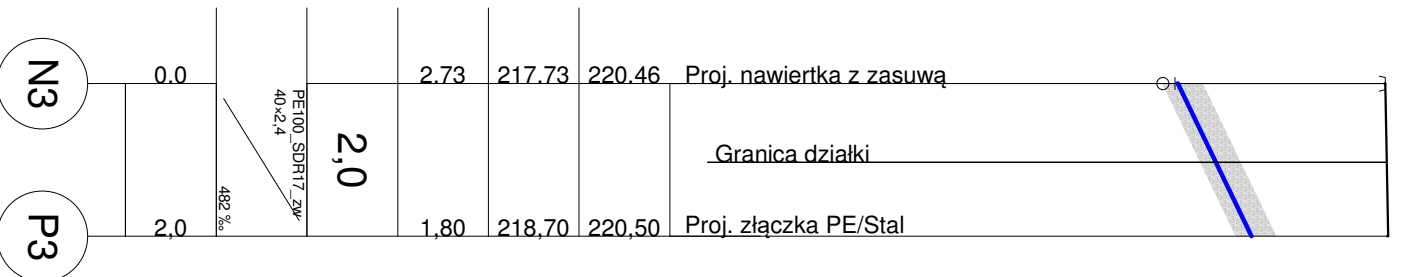 N3
0.0
2.73
217.73
220.46
Proj. nawiertka z zasuwą
PE100_SDR17_zw
40×2,4
2,0
482 ‰
Granica działki
P3
2,0
1,80
218,70
220,50
Proj. złączka PE/Stal